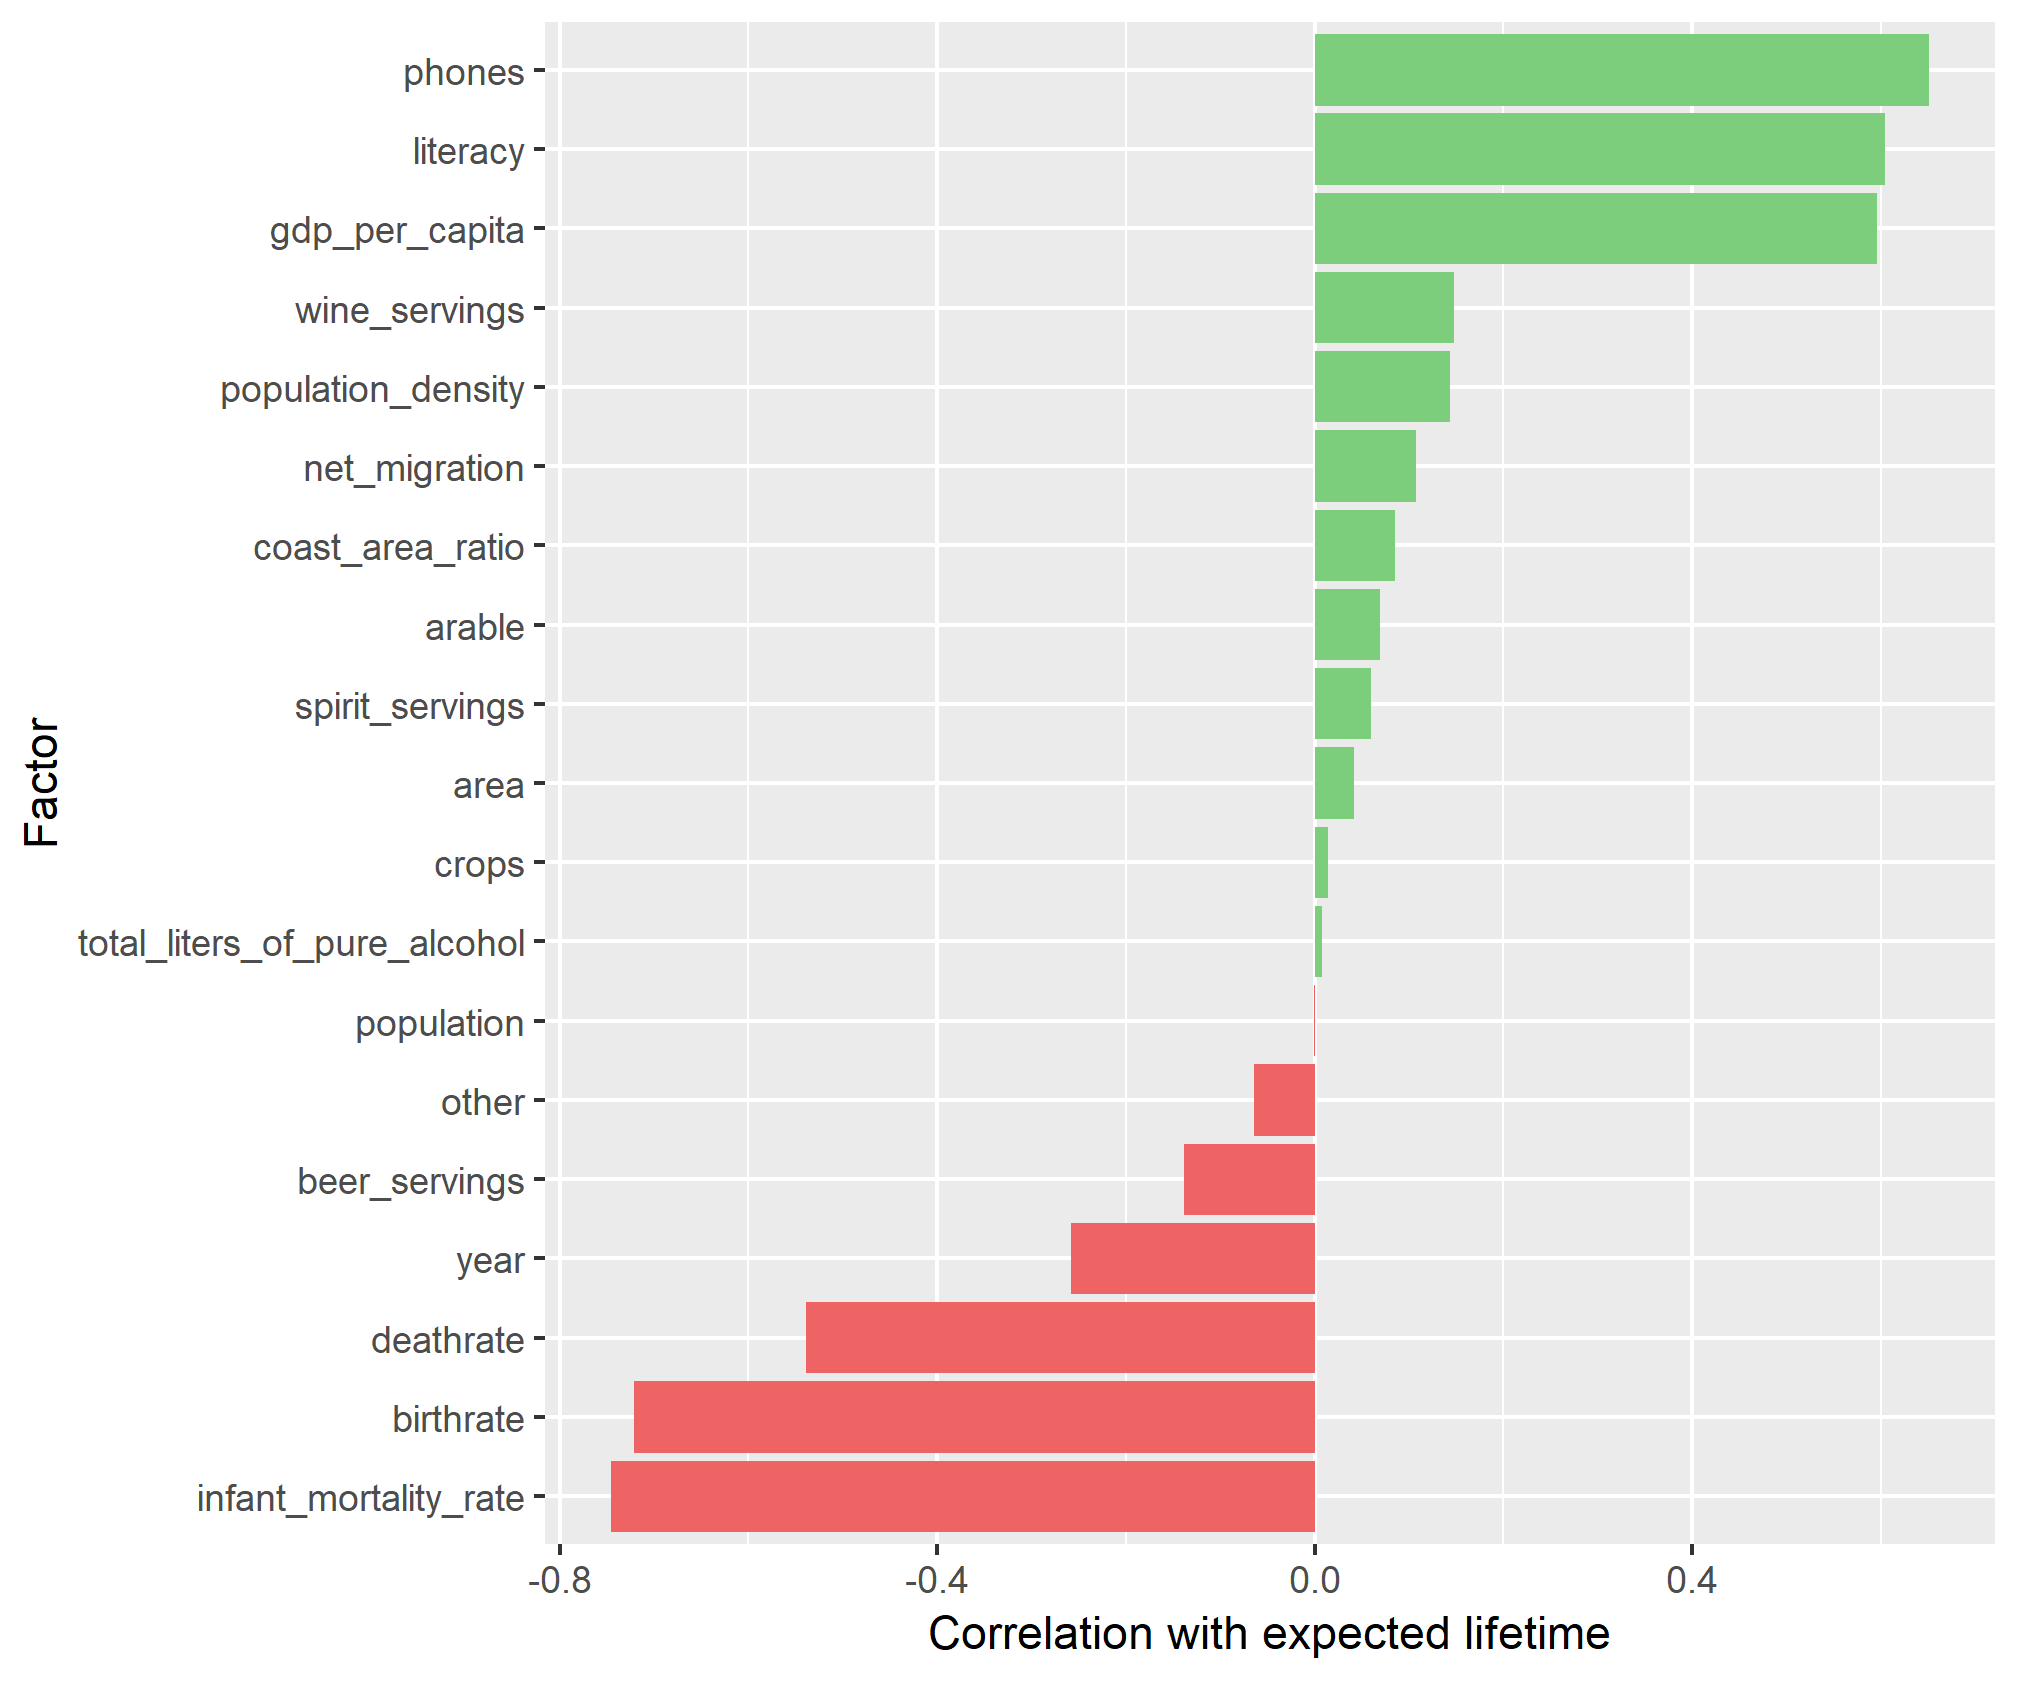 phones
literacy
gdp_per_capita
wine_servings
population_density
net_migration
coast_area_ratio
arable
spirit_servings
area
crops
total_liters_of_pure_alcohol
population
other
beer_servings
year
deathrate
birthrate
infant_mortality_rate
Factor
-0.8 -0.4 0.0 0.4
Correlation with expected lifetime